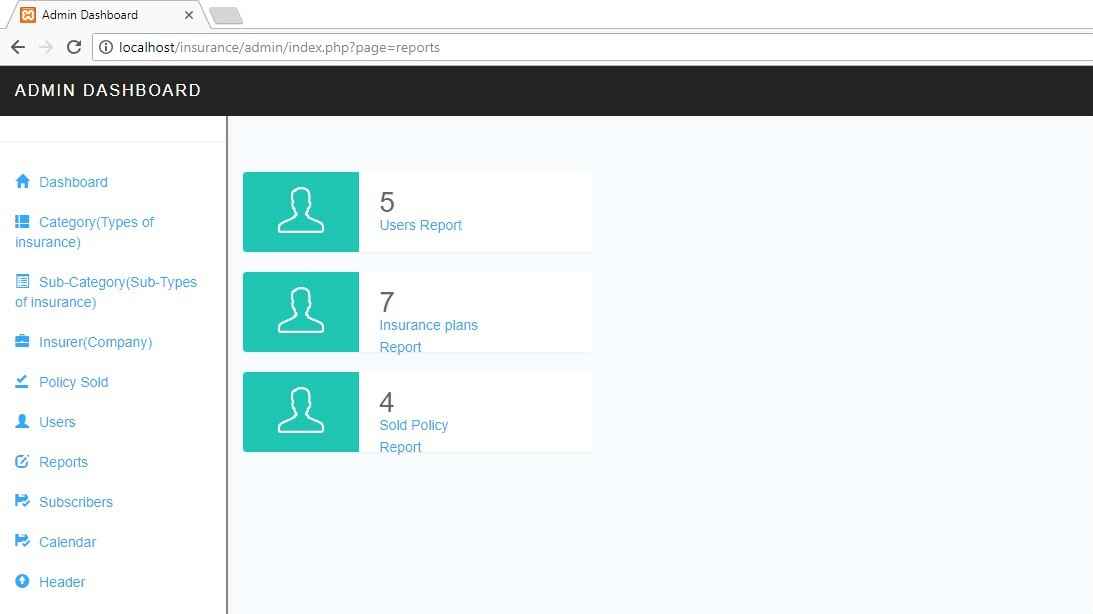 Admin Dashboard
localhost/insurance/admin/index.php?page=reports
ADMIN DASHBOARD
Dashboard
Category(Types of
insurance)
Sub-Category(Sub-Types
of insurance)
Insurer(Company)
Policy Sold
Users
Reports
Subscribers
Calendar
Header
5
Users Report
7
Insurance plans
Report
4
Sold Policy
Report